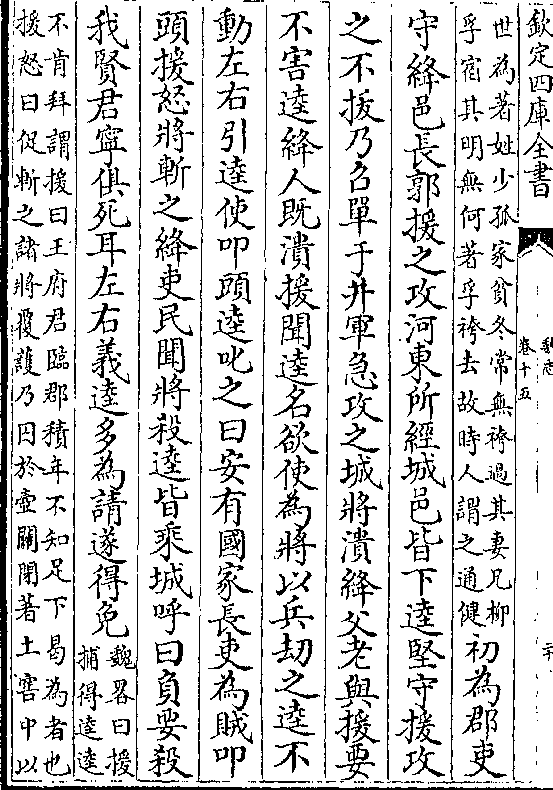 欽定四庫全書
卷十五
世為著姓少孤家貧冬常無袴過其妻兄柳
孚宿其明無何著孚袴去故時人謂之通健
初為郡吏
守絳邑長郭援之攻河東所經城邑皆下逵堅守援攻
之不拔乃召單于并軍急攻之城將潰絳父老與援要
不害逵絳人既潰援聞逵名欲使為將以兵劫之逵不
動左右引逵使叩頭逵叱之曰安有國家長吏為賊叩
頭援怒將斬之絳吏民聞將殺逵皆乘城呼曰負要殺
我賢君寧俱死耳左右義逵多為請遂得免
魏畧曰援
捕得逵逵
不肯拜謂援曰王府君臨郡積年不知足下曷為者也
援怒曰促斬之諸將覆護乃囚於壺關閉著土窖中以